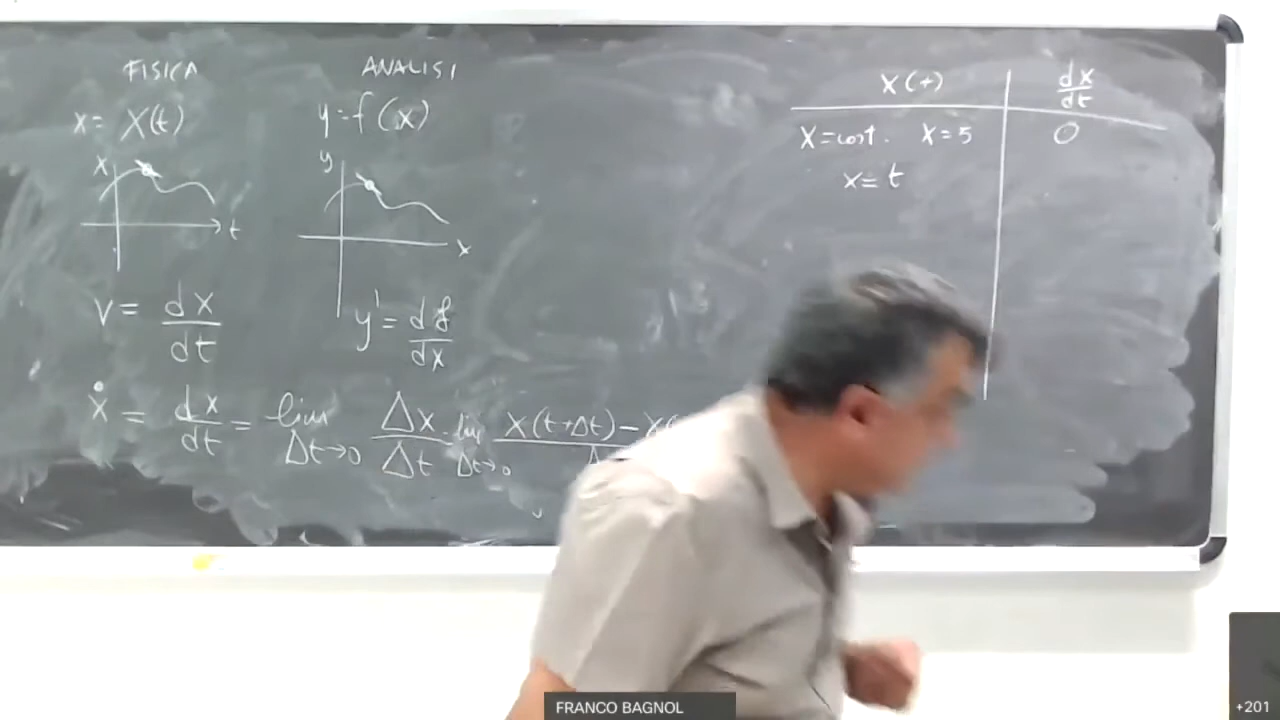 FISICA
x = X(t)
x
t
v = dx/dt
ẋ = dx/dt = lim Δt→0 Δx/Δt = lim Δt→0 X(t+Δt) - X(
ANALISI
y = f(x)
y
x
y' = df/dx
X(t) dx/dt
X=cost. X=5 0
x= t
FRANCO BAGNOL
+201